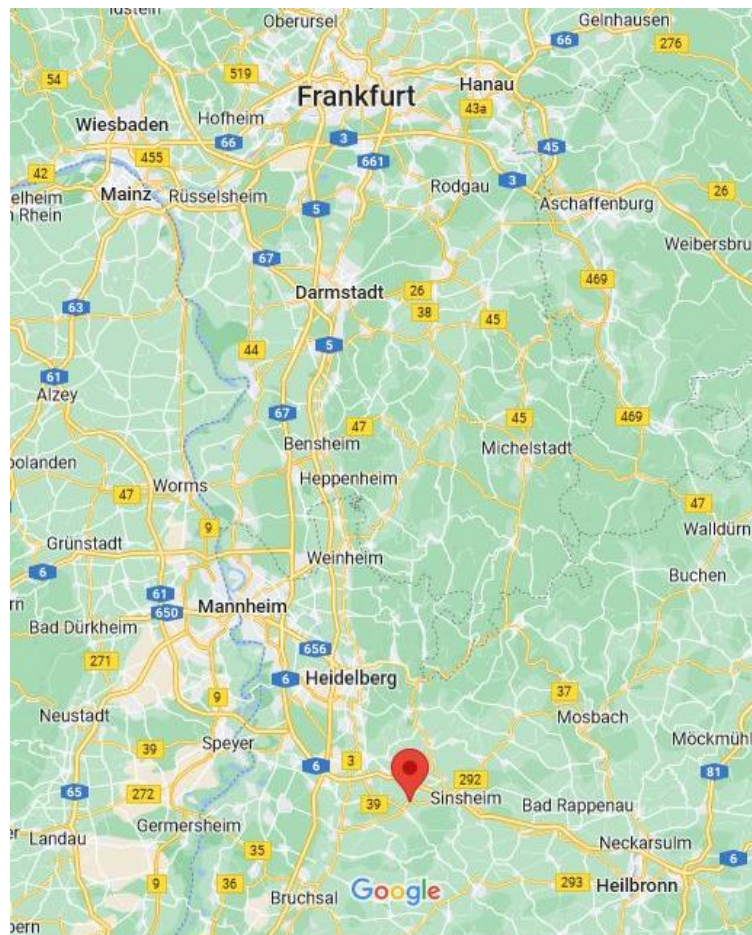 Idstein
Oberursel
Gelnhausen
66
276
54
519
Hanau
Frankfurt
43a
Hofheim
Wiesbaden
66
3
45
455
661
42
Rodgau
3
26
elheim
Rhein
Mainz
Rüsselsheim
5
Aschaffenburg
Weibersbru
67
Darmstadt
26
469
63
38
45
5
44
61
Alzey
67
47
45
469
Bensheim
Michelstadt
olanden
Heppenheim
Worms
47
47
9
Walldürn
Grünstadt
Weinheim
6
Buchen
61
Mannheim
650
Bad Dürkheim
656
271
Heidelberg
6
37
9
Neustadt
Mosbach
Speyer
39
Möckmühl
6
3
292
81
65
272
39
Sinsheim
Bad Rappenau
Germersheim
Landau
35
Neckarsulm
6
9
36
293
Heilbronn
Bruchsal
Google
bern